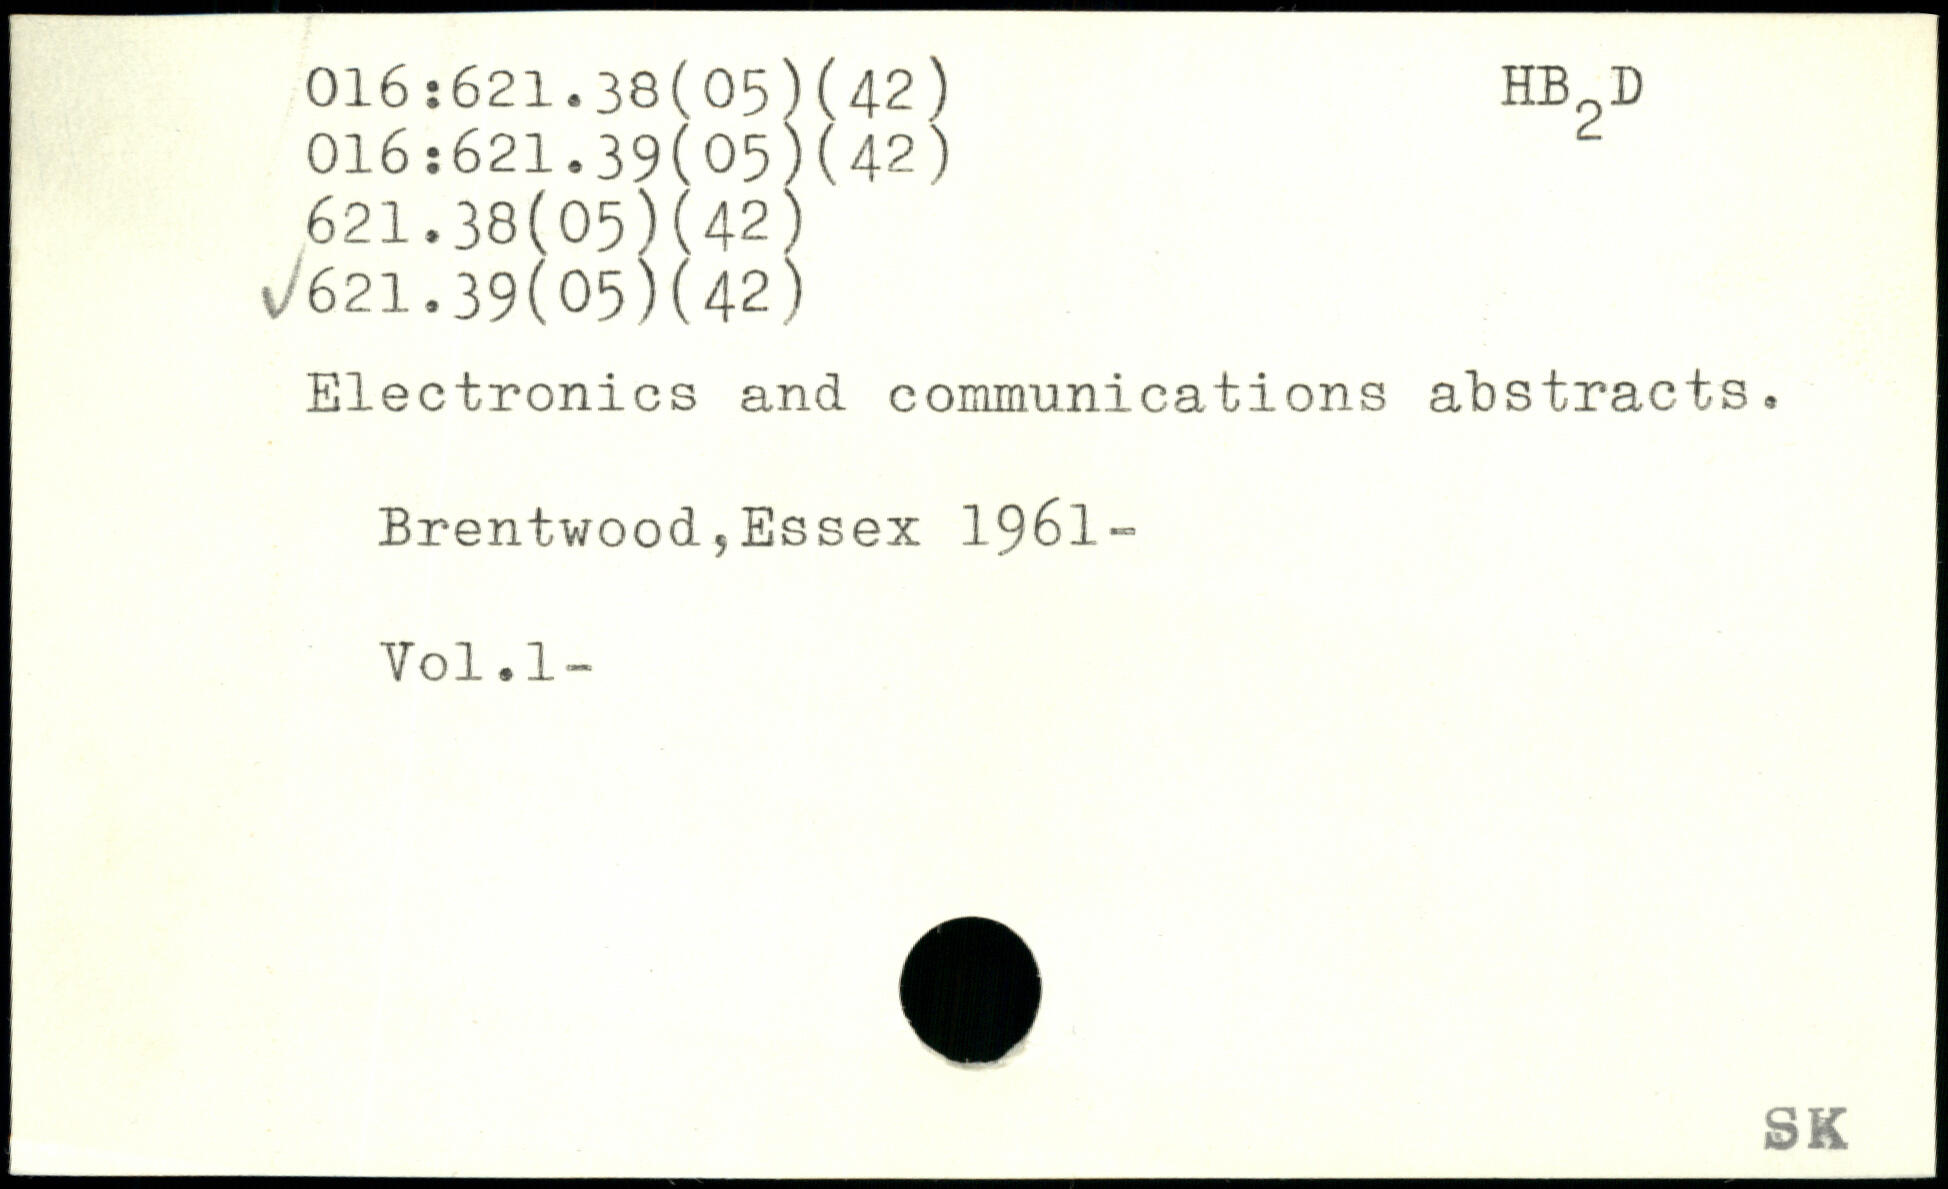 016:621.38(05)(42) HB₂D
016:621.39(05)(42)
621.38(05)(42)
✓621.39(05)(42)
Electronics and communications abstracts.
Brentwood,Essex 1961-
Vol.1-
SK